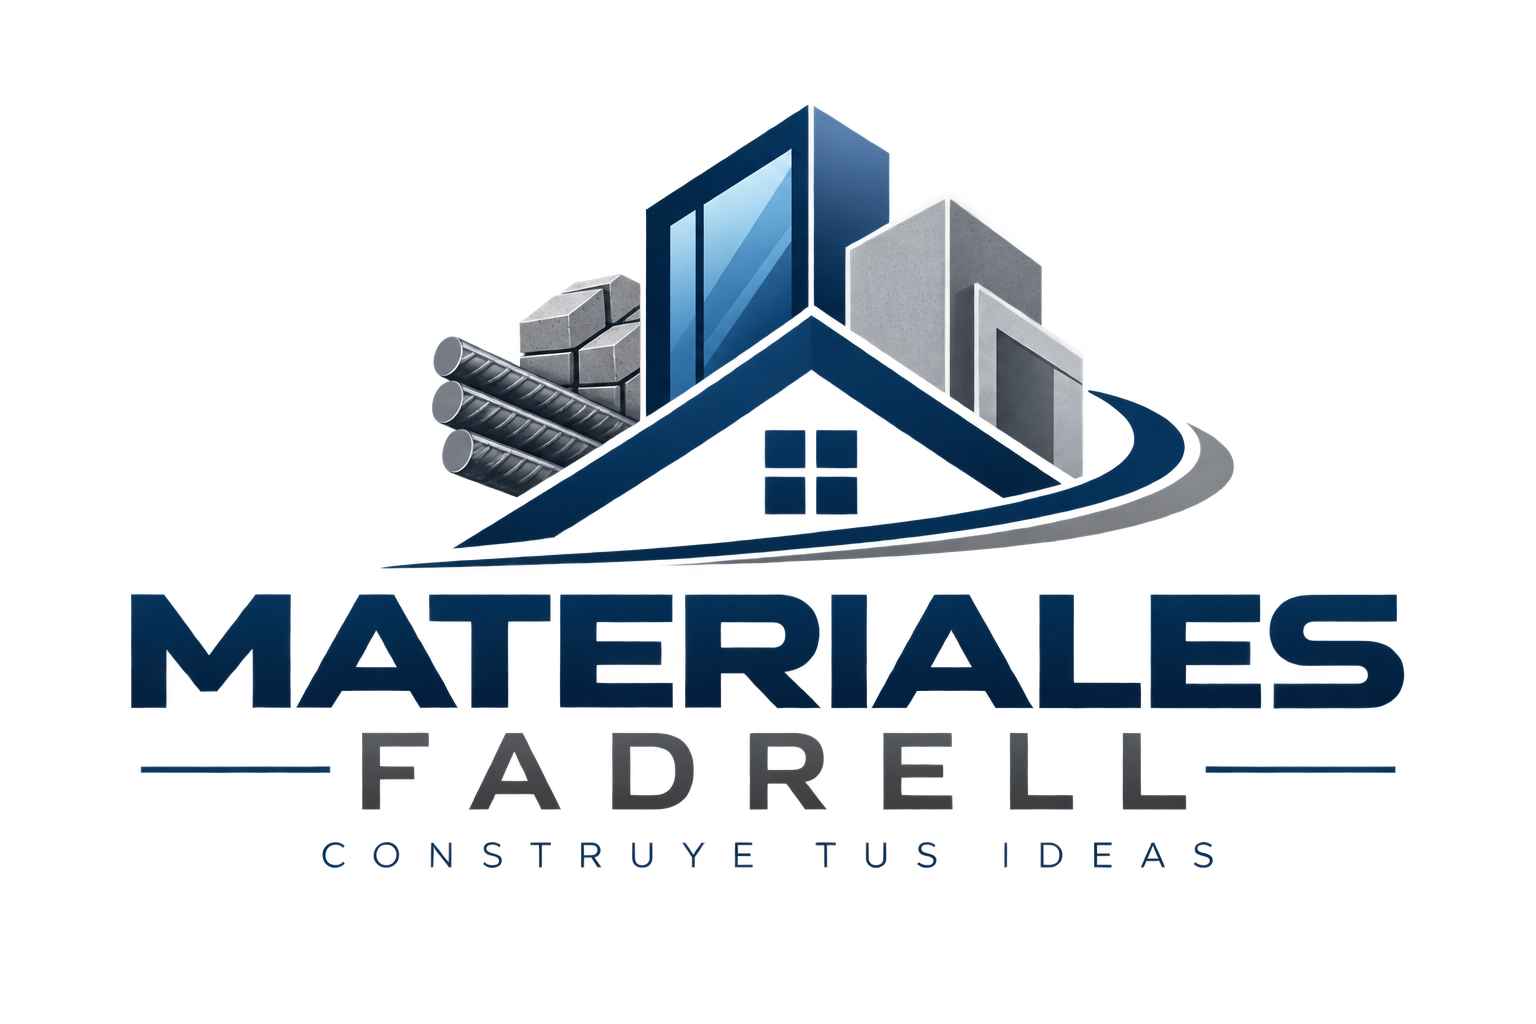 MATERIALES
FADRELL
CONSTRUYE TUS IDEAS